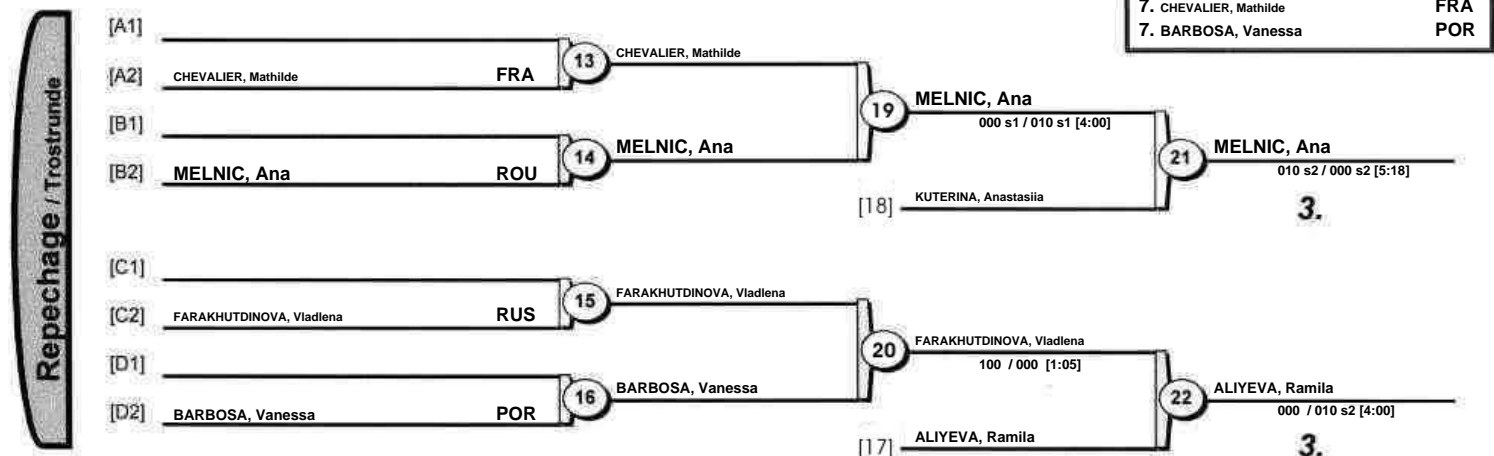 7. CHEVALIER, Mathilde FRA
7. BARBOSA, Vanessa POR
Repechage / Trostrunde
[A1]
[A2] CHEVALIER, Mathilde FRA
13 CHEVALIER, Mathilde
[B1]
[B2] MELNIC, Ana ROU
14 MELNIC, Ana
19 MELNIC, Ana
000 s1 / 010 s1 [4:00]
[18] KUTERINA, Anastasiia
21 MELNIC, Ana
010 s2 / 000 s2 [5:18]
3.
[C1]
[C2] FARAKHUTDINOVA, Vladlena RUS
15 FARAKHUTDINOVA, Vladlena
[D1]
[D2] BARBOSA, Vanessa POR
16 BARBOSA, Vanessa
20 FARAKHUTDINOVA, Vladlena
100 / 000 [1:05]
[17] ALIYEVA, Ramila
22 ALIYEVA, Ramila
000 / 010 s2 [4:00]
3.